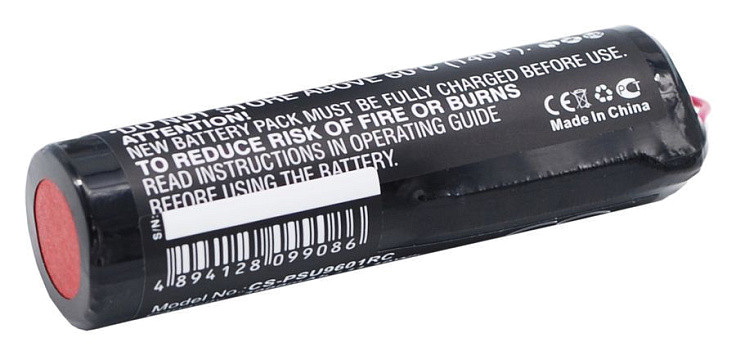 DO NOT STORE ABOVE 60°C (140°F).
ATTENTION!
NEW BATTERY PACK MUST BE FULLY CHARGED BEFORE USE.
TO REDUCE RISK OF FIRE OR BURNS
READ INSTRUCTIONS IN OPERATING GUIDE
BEFORE USING THE BATTERY.
CE
Made In China
S/N:
4 894128 099086
Model No.: CS-PSU9601RC